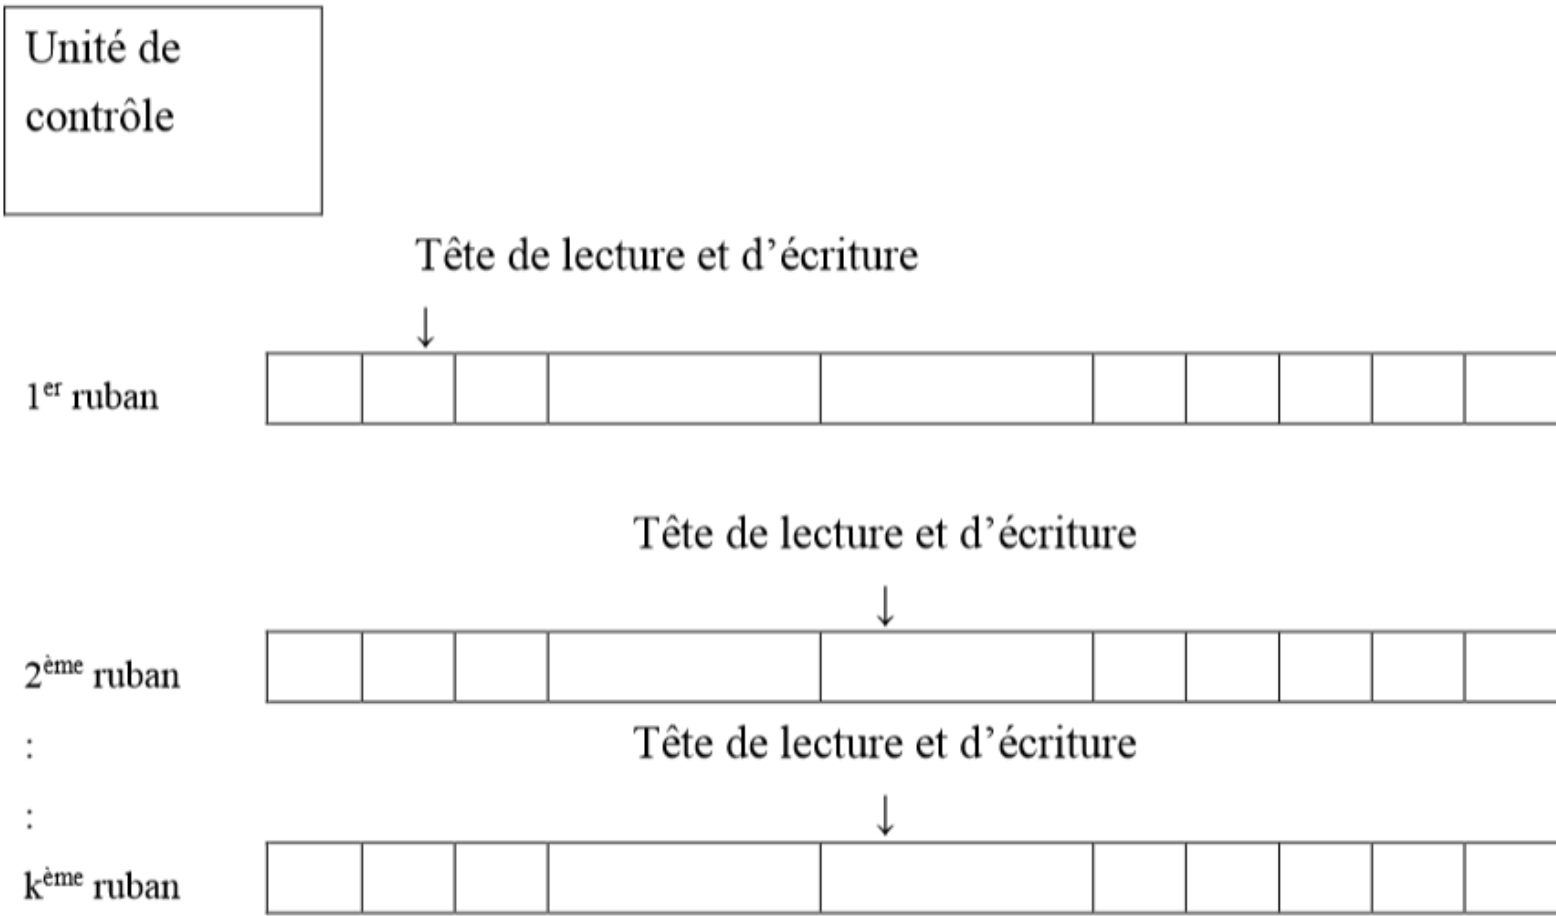 Unité de
contrôle
Tête de lecture et d’écriture
↓
1er ruban
Tête de lecture et d’écriture
↓
2ème ruban
:
Tête de lecture et d’écriture
:
↓
kème ruban